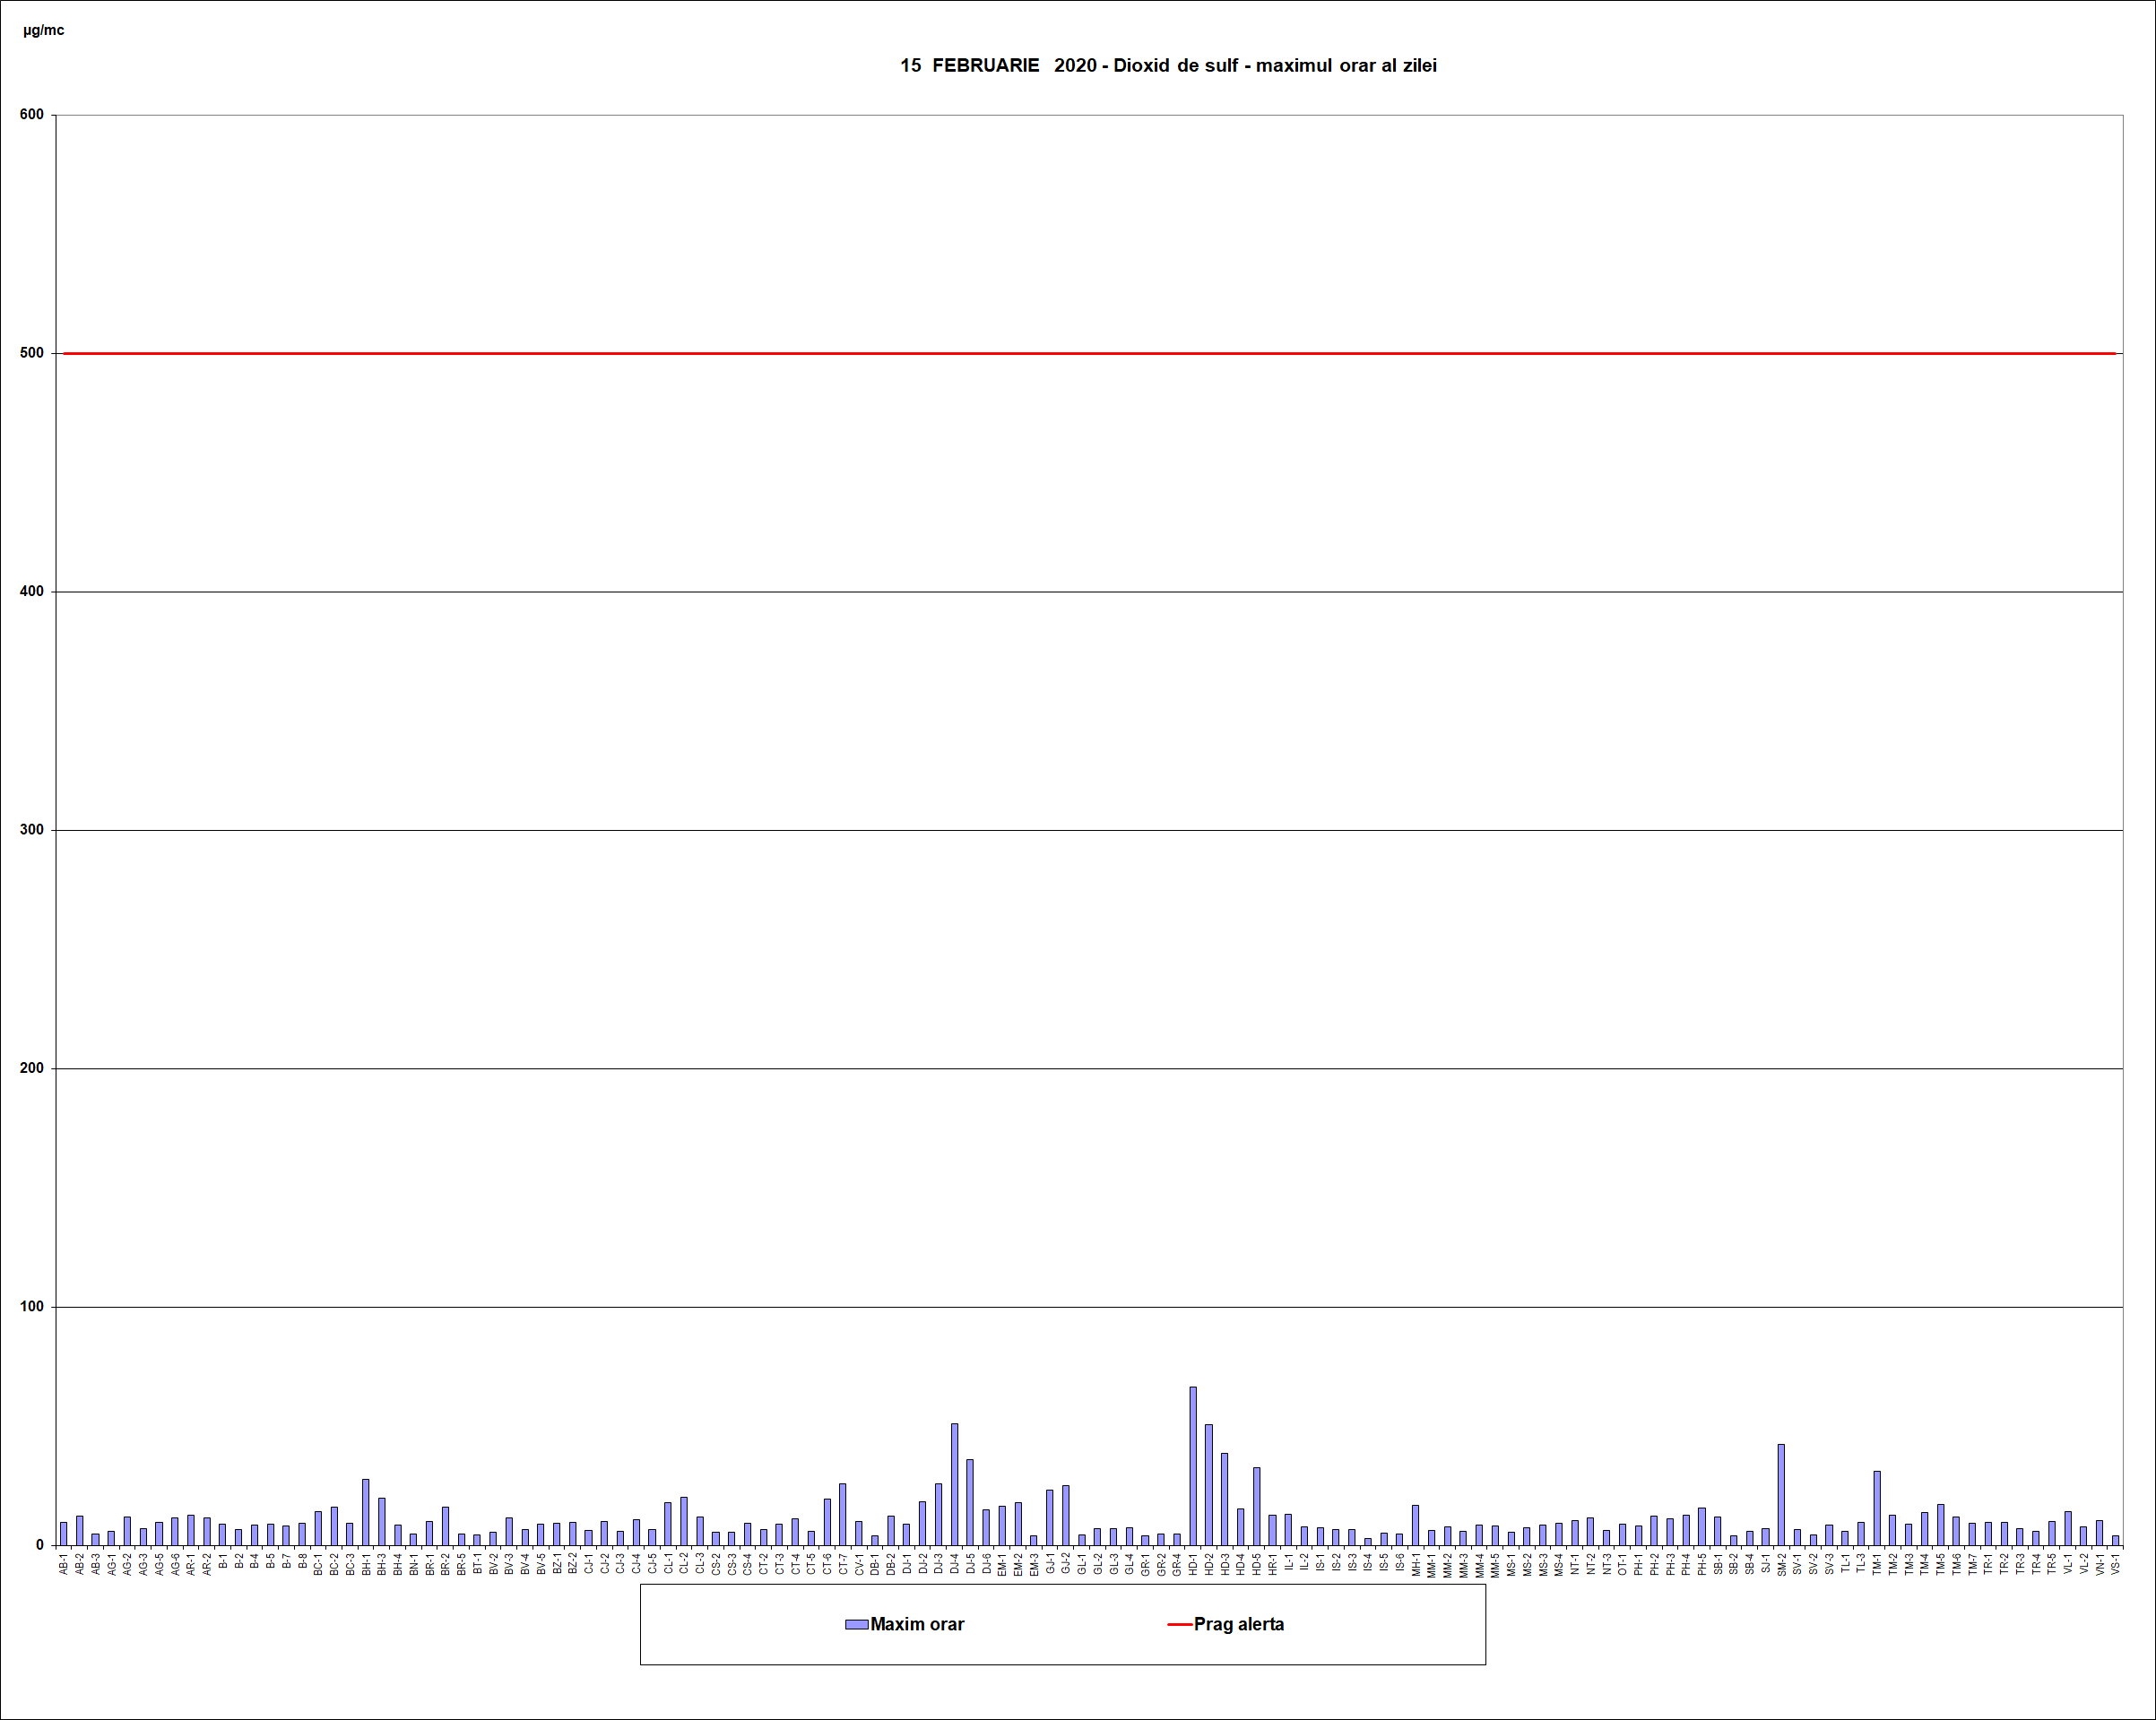 µg/mc
15 FEBRUARIE 2020 - Dioxid de sulf - maximul orar al zilei
600
500
400
300
200
100
0
AB-1 AB-2 AB-3 AG-1 AG-2 AG-3 AG-5 AG-6 AR-1 AR-2 B-1 B-2 B-4 B-5 B-7 B-8 BC-1 BC-2 BC-3 BH-1 BH-3 BH-4 BN-1 BR-1 BR-2 BR-5 BT-1 BV-2 BV-3 BV-4 BV-5 BZ-1 BZ-2 CJ-1 CJ-2 CJ-3 CJ-4 CJ-5 CL-1 CL-2 CL-3 CS-2 CS-3 CS-4 CT-2 CT-3 CT-4 CT-5 CT-6 CT-7 CV-1 DB-1 DB-2 DJ-1 DJ-2 DJ-3 DJ-4 DJ-5 DJ-6 EM-1 EM-2 EM-3 GJ-1 GJ-2 GL-1 GL-2 GL-3 GL-4 GR-1 GR-2 GR-4 HD-1 HD-2 HD-3 HD-4 HD-5 HR-1 IL-1 IL-2 IS-1 IS-2 IS-3 IS-4 IS-5 IS-6 MH-1 MM-1 MM-2 MM-3 MM-4 MM-5 MS-1 MS-2 MS-3 MS-4 NT-1 NT-2 NT-3 OT-1 PH-1 PH-2 PH-3 PH-4 PH-5 SB-1 SB-2 SB-4 SJ-1 SM-2 SV-1 SV-2 SV-3 TL-1 TL-3 TM-1 TM-2 TM-3 TM-4 TM-5 TM-6 TM-7 TR-1 TR-2 TR-3 TR-4 TR-5 VL-1 VL-2 VN-1 VS-1
Maxim orar Prag alerta